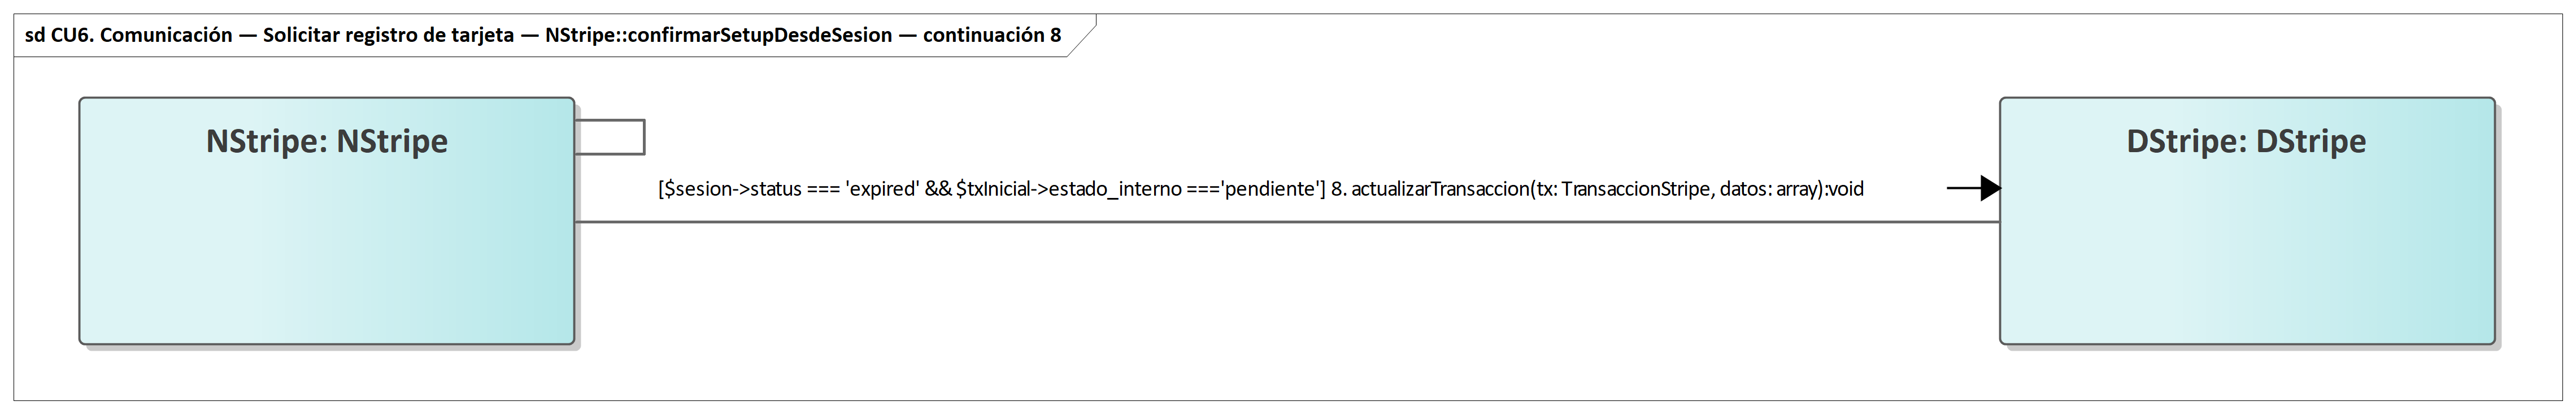 sd CU6. Comunicación — Solicitar registro de tarjeta — NStripe::confirmarSetupDesdeSesion — continuación 8
NStripe: NStripe
DStripe: DStripe
[$sesion->status === 'expired' && $txInicial->estado_interno ==='pendiente'] 8. actualizarTransaccion(tx: TransaccionStripe, datos: array):void